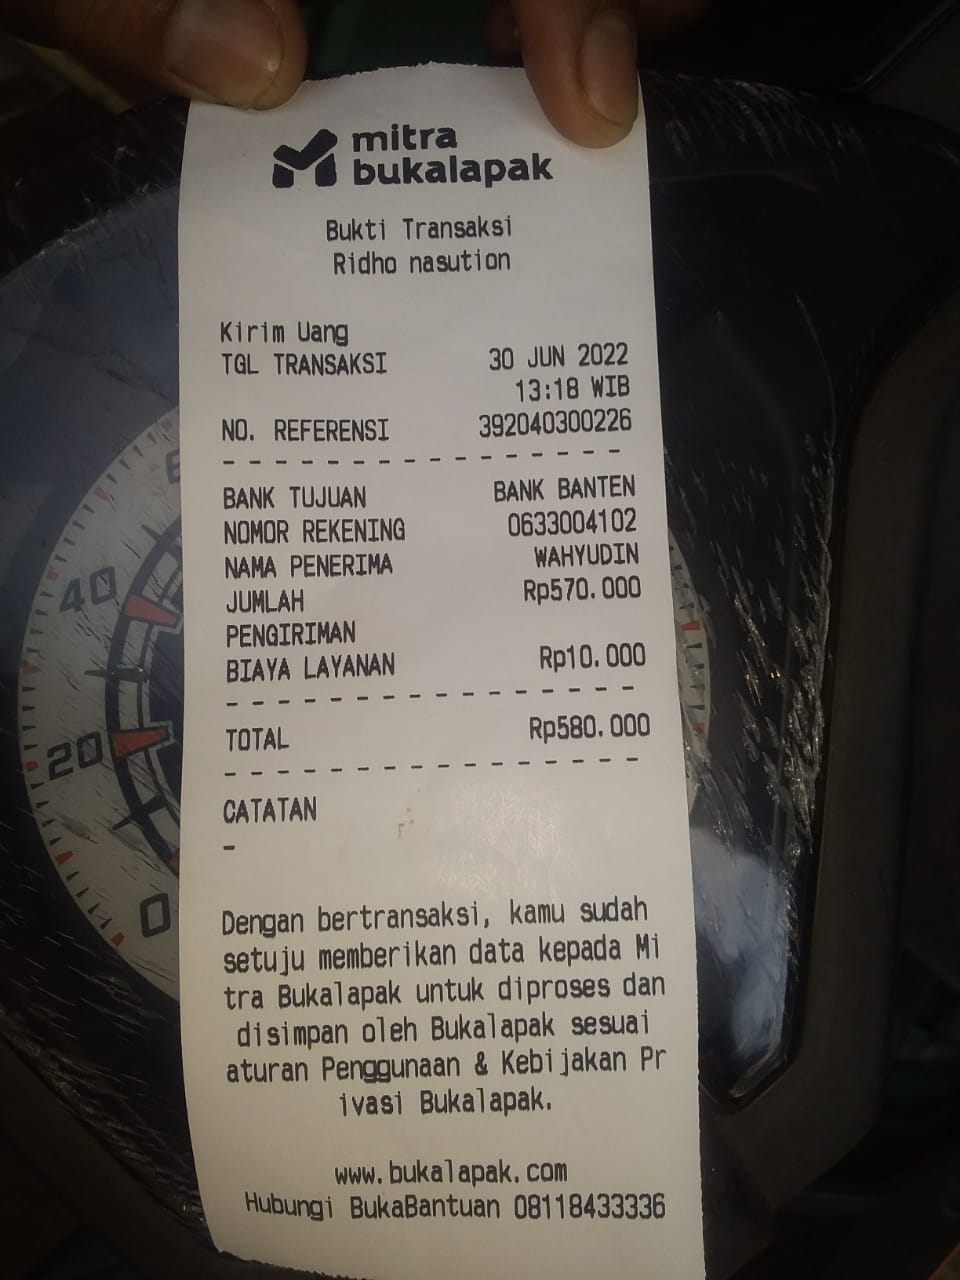 mitra
bukalapak
Bukti Transaksi
Ridho nasution
Kirim Uang
TGL TRANSAKSI 30 JUN 2022
13:18 WIB
NO. REFERENSI 392040300226
- - - - - - - - - - - - - - - -
BANK TUJUAN BANK BANTEN
NOMOR REKENING 0633004102
NAMA PENERIMA WAHYUDIN
JUMLAH Rp570.000
PENGIRIMAN
BIAYA LAYANAN Rp10.000
- - - - - - - - - - - - - - - -
TOTAL Rp580.000
- - - - - - - - - - - - - - - -
CATATAN
-
Dengan bertransaksi, kamu sudah
setuju memberikan data kepada Mi
tra Bukalapak untuk diproses dan
disimpan oleh Bukalapak sesuai
aturan Penggunaan & Kebijakan Pr
ivasi Bukalapak.
www.bukalapak.com
Hubungi BukaBantuan 08118433336
40
20
0